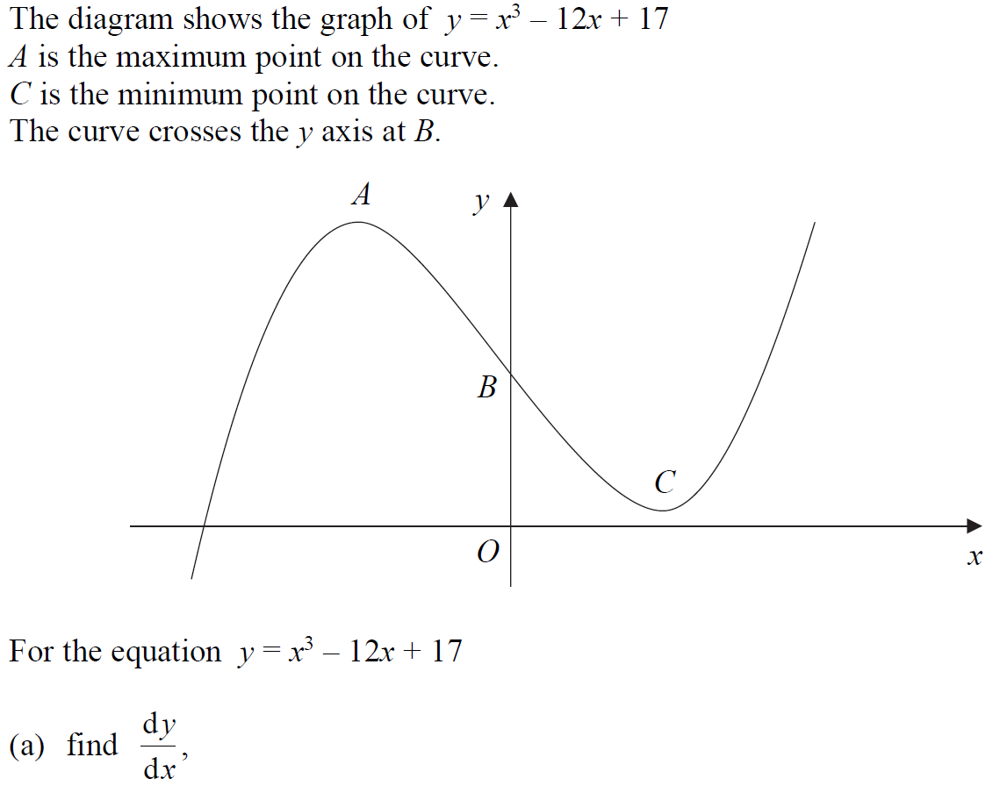 The diagram shows the graph of y = x³ – 12x + 17
A is the maximum point on the curve.
C is the minimum point on the curve.
The curve crosses the y axis at B.
A
y
B
C
O
x
For the equation y = x³ – 12x + 17
(a) find dy/dx,